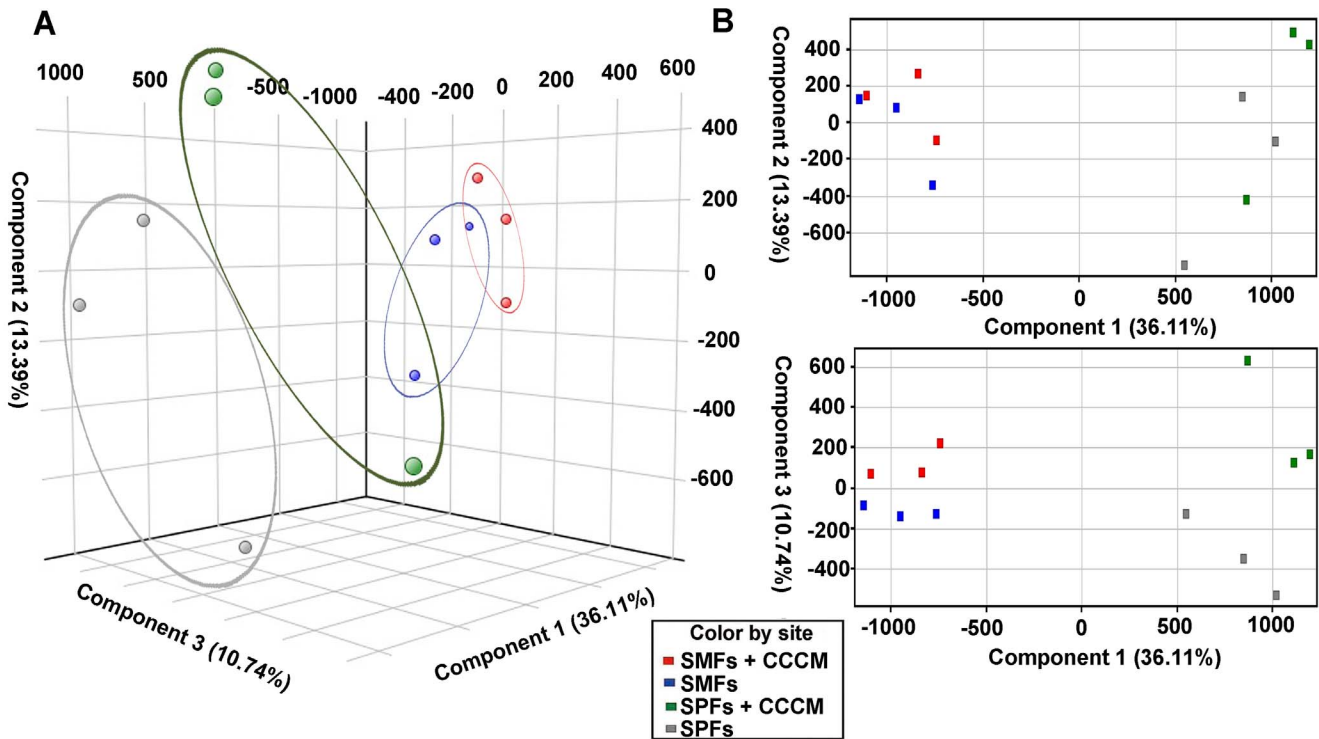 A
1000 500 -500 -1000 -400 -200 0 200 400 600
400
200
0
-200
-400
-600
Component 2 (13.39%)
Component 3 (10.74%)
Component 1 (36.11%)
B
Component 2 (13.39%)
400
200
0
-200
-400
-600
-1000 -500 0 500 1000
Component 1 (36.11%)
Component 3 (10.74%)
600
400
200
0
-200
-400
-1000 -500 0 500 1000
Component 1 (36.11%)
Color by site
SMFs + CCCM
SMFs
SPFs + CCCM
SPFs